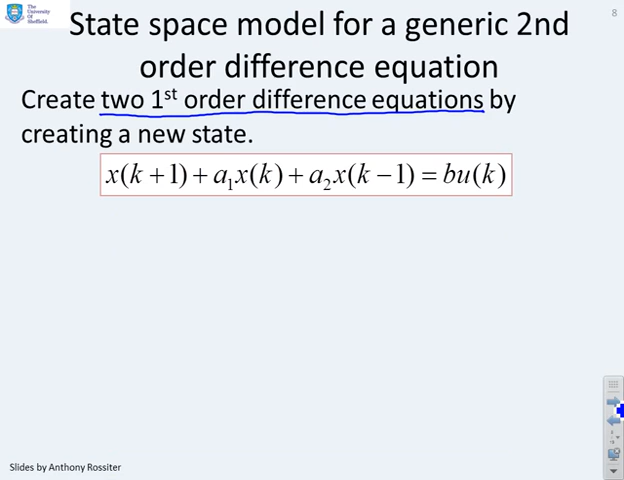 The
University
Of
Sheffield.
8
State space model for a generic 2nd
order difference equation
Create two 1st order difference equations by
creating a new state.
x(k + 1) + a₁x(k) + a₂x(k − 1) = bu(k)
Slides by Anthony Rossiter